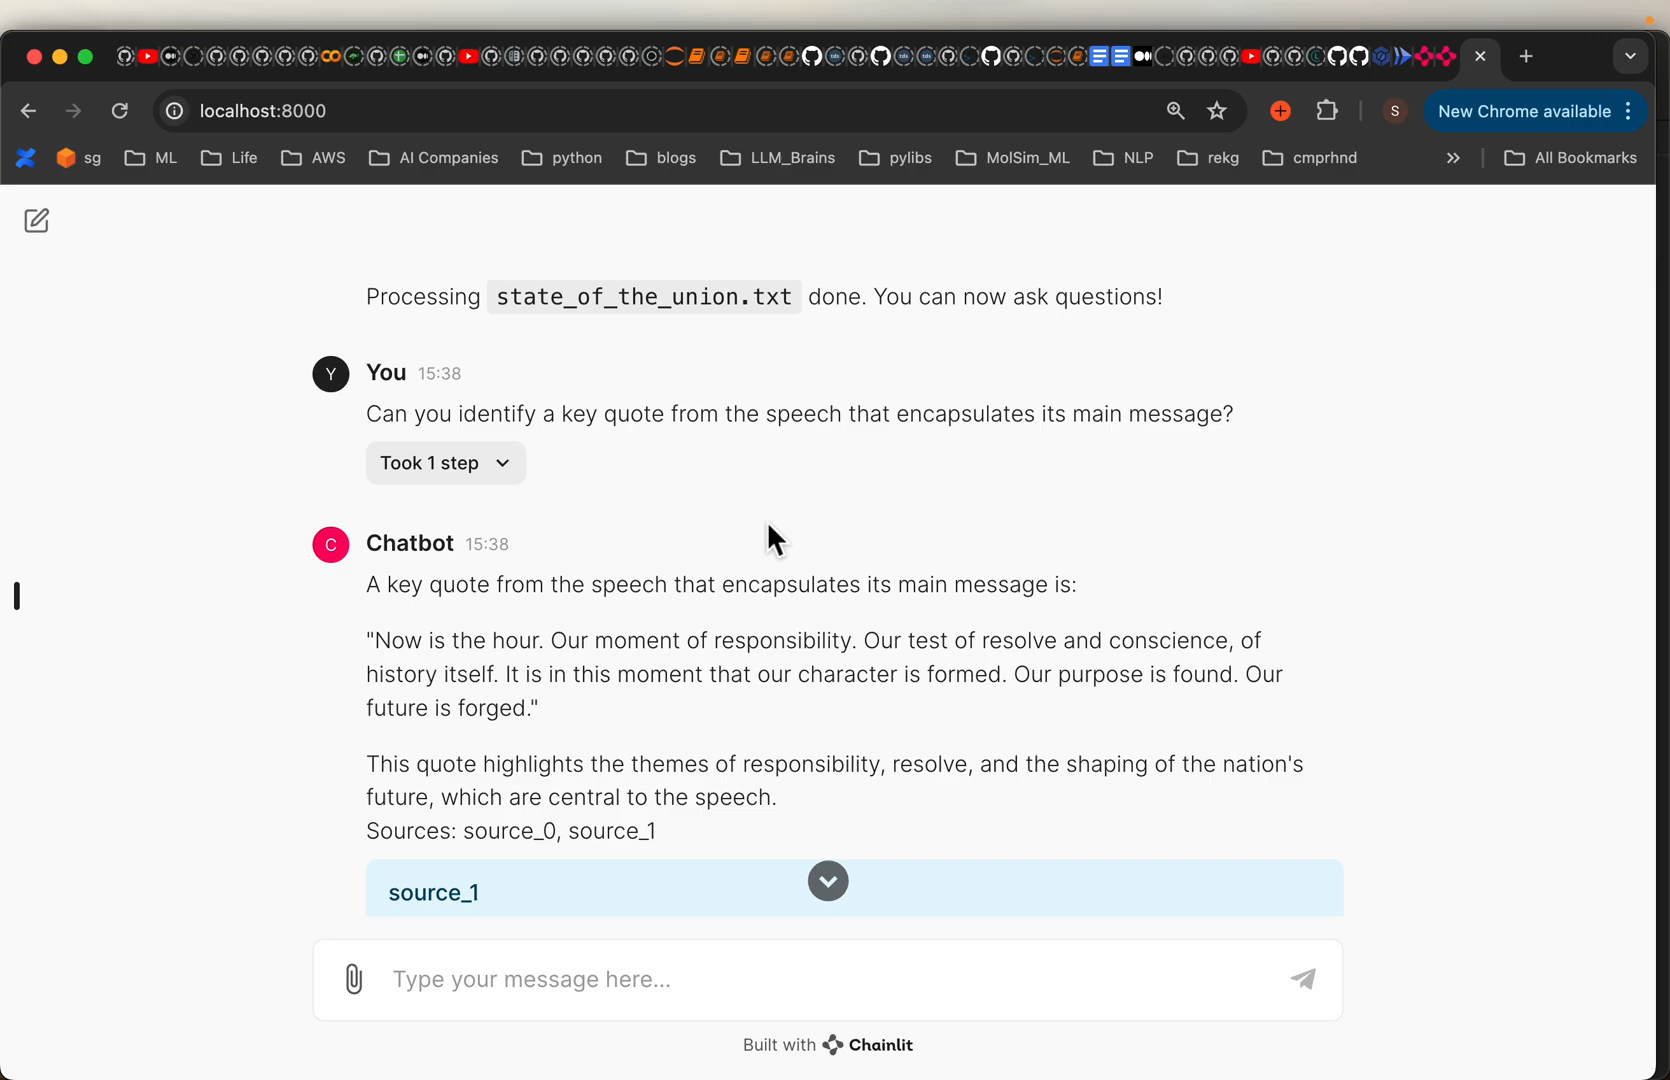 localhost:8000
S
New Chrome available
sg
ML
Life
AWS
AI Companies
python
blogs
LLM_Brains
pylibs
MolSim_ML
NLP
rekg
cmprhnd
All Bookmarks
Processing state_of_the_union.txt done. You can now ask questions!
Y
You 15:38
Can you identify a key quote from the speech that encapsulates its main message?
Took 1 step
C
Chatbot 15:38
A key quote from the speech that encapsulates its main message is:
"Now is the hour. Our moment of responsibility. Our test of resolve and conscience, of
history itself. It is in this moment that our character is formed. Our purpose is found. Our
future is forged."
This quote highlights the themes of responsibility, resolve, and the shaping of the nation's
future, which are central to the speech.
Sources: source_0, source_1
source_1
Type your message here...
Built with Chainlit